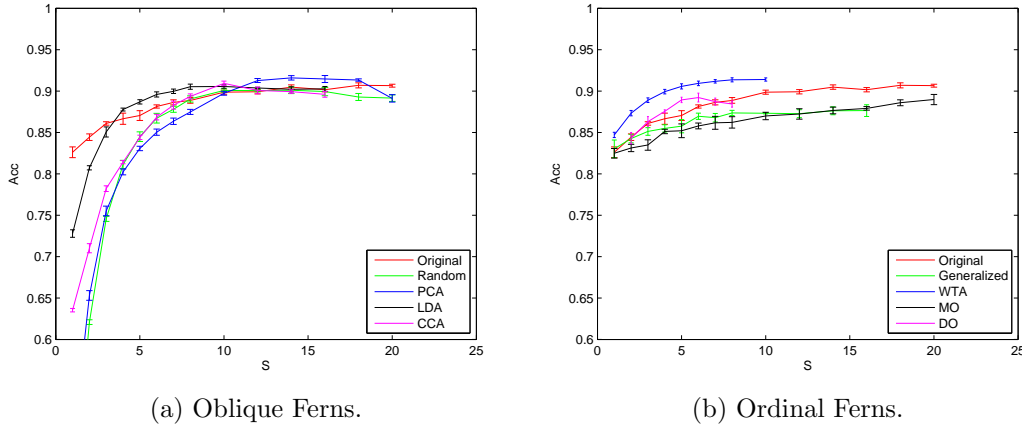 1
0.95
0.9
0.85
0.8
0.75
0.7
0.65
0.6
0 5 10 15 20 25
Acc
S
Original
Random
PCA
LDA
CCA
(a) Oblique Ferns.
1
0.95
0.9
0.85
0.8
0.75
0.7
0.65
0.6
0 5 10 15 20 25
Acc
S
Original
Generalized
WTA
MO
DO
(b) Ordinal Ferns.